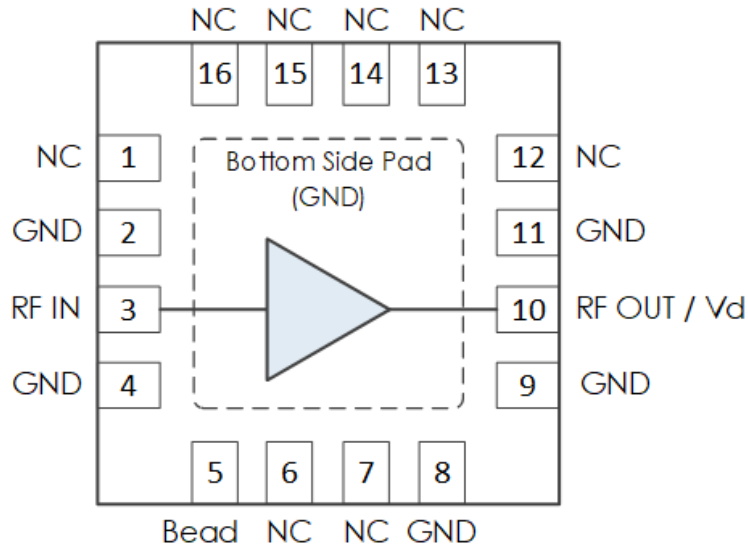 NC NC NC NC
16 15 14 13
NC 1 Bottom Side Pad 12 NC
(GND)
GND 2 11 GND
RF IN 3 10 RF OUT / Vd
GND 4 9 GND
5 6 7 8
Bead NC NC GND